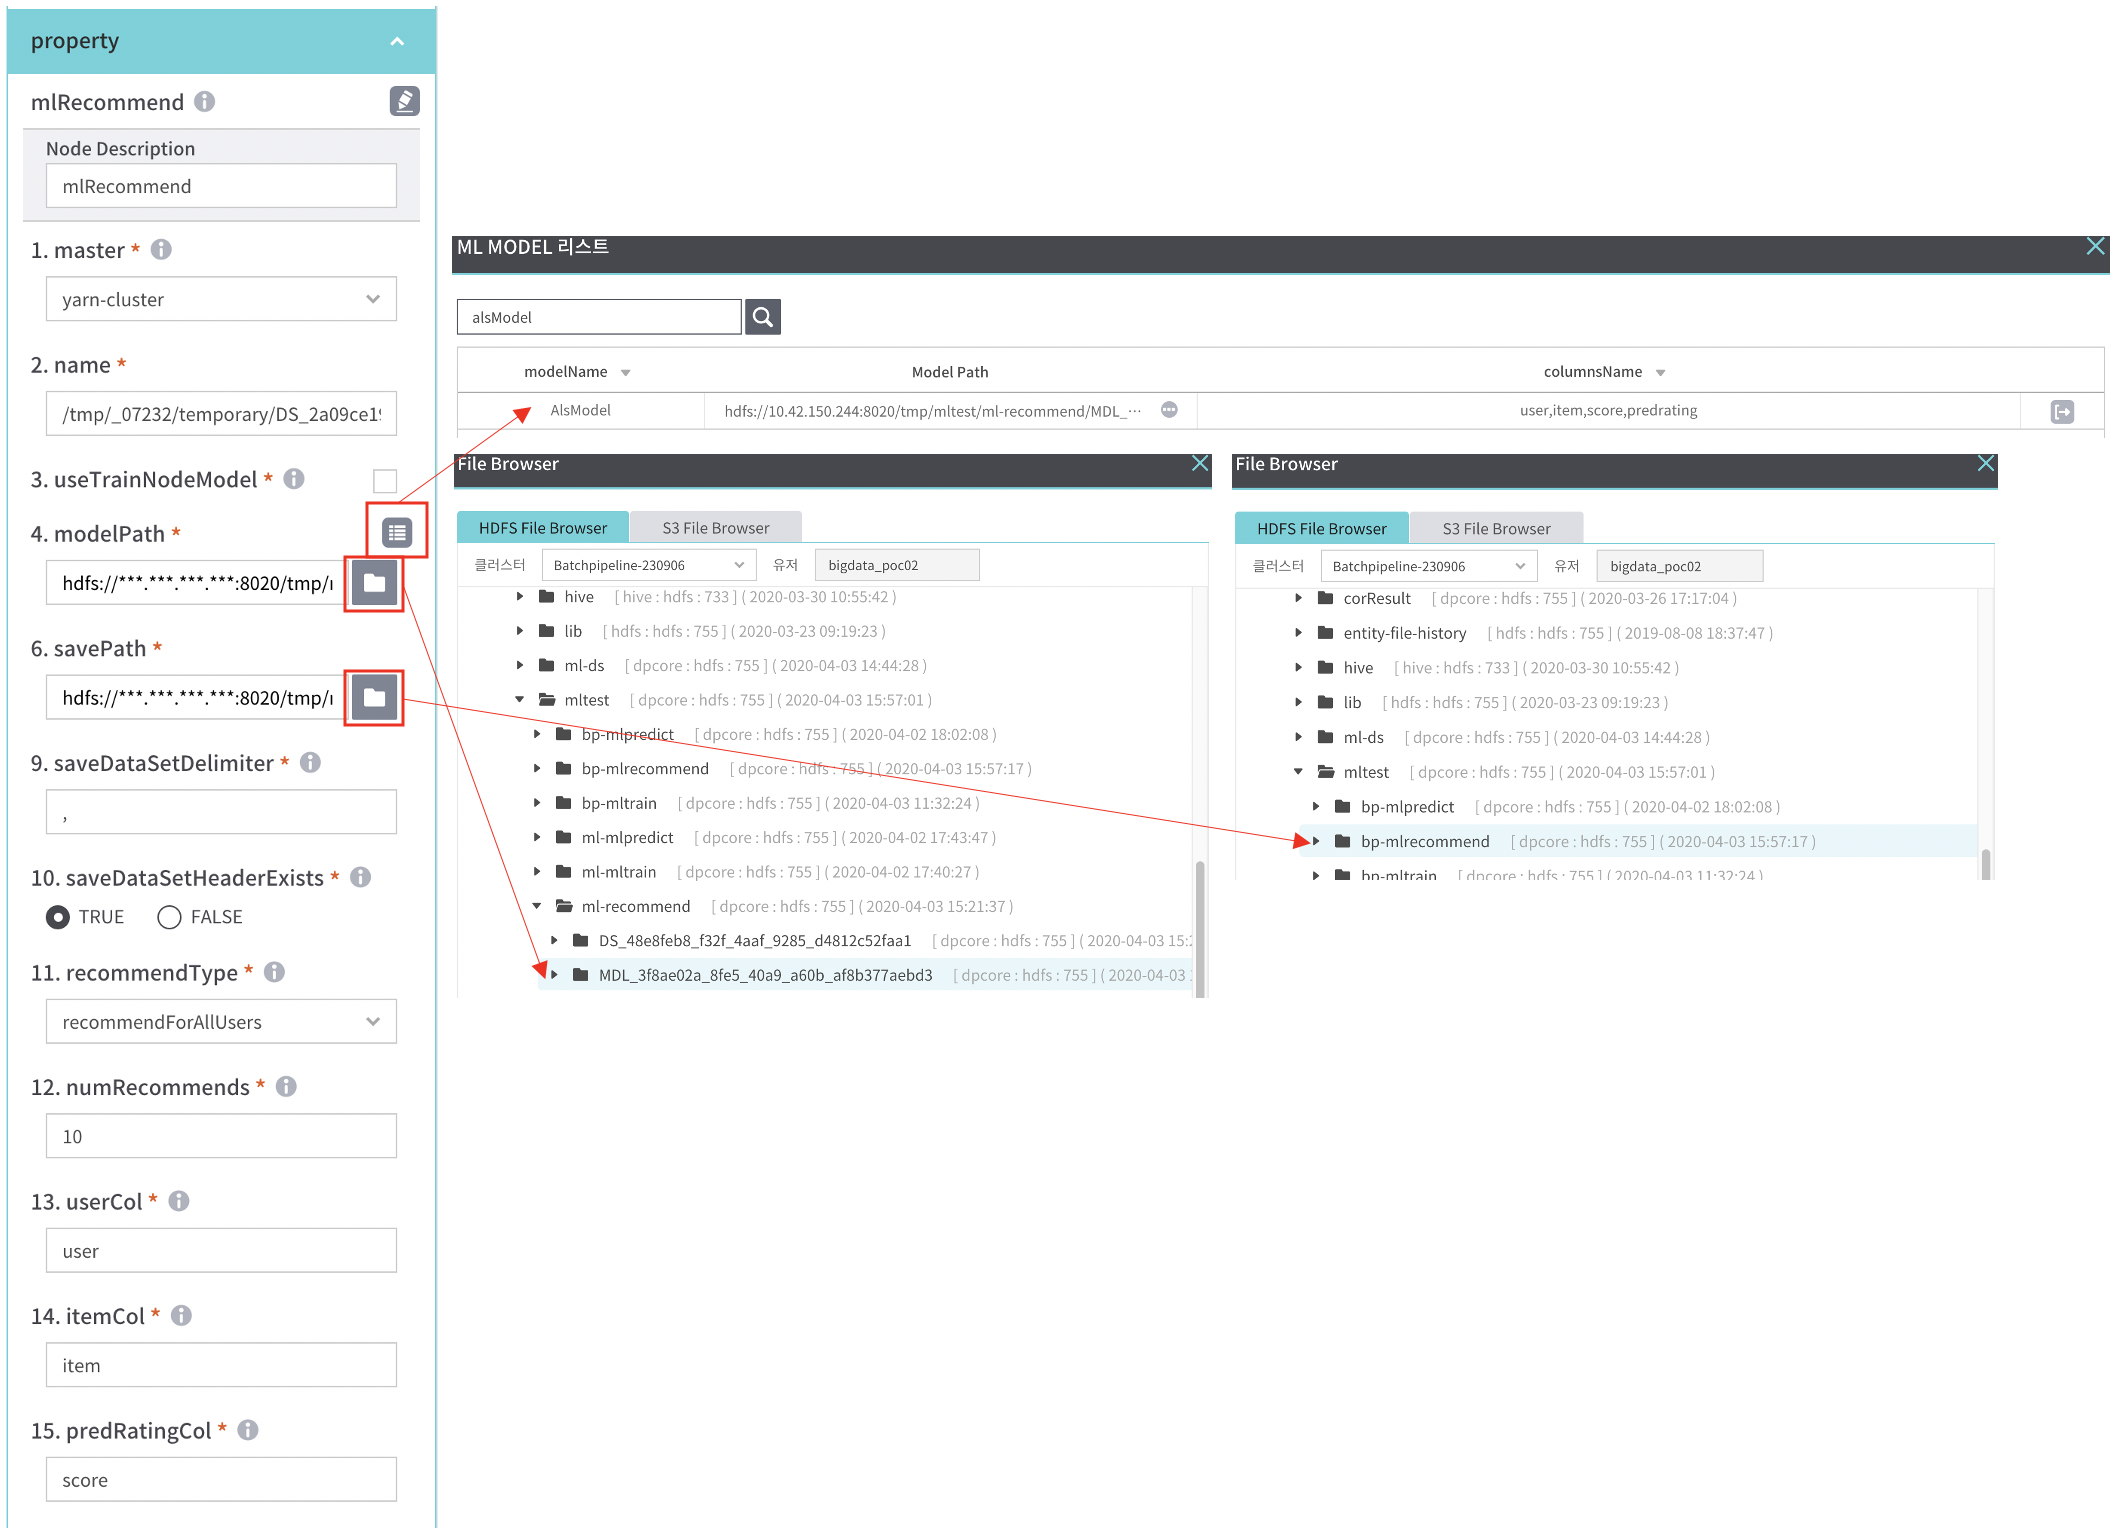 property
mlRecommend
Node Description
mlRecommend
1. master *
yarn-cluster
2. name *
/tmp/_07232/temporary/DS_2a09ce19
3. useTrainNodeModel *
4. modelPath *
hdfs://***.***.***.***:8020/tmp/
6. savePath *
hdfs://***.***.***.***:8020/tmp/
9. saveDataSetDelimiter *
,
10. saveDataSetHeaderExists *
TRUE FALSE
11. recommendType *
recommendForAllUsers
12. numRecommends *
10
13. userCol *
user
14. itemCol *
item
15. predRatingCol *
score
ML MODEL 리스트
alsModel
modelName Model Path columnsName
AlsModel hdfs://10.42.150.244:8020/tmp/mltest/ml-recommend/MDL_··· user,item,score,predrating
File Browser
HDFS File Browser S3 File Browser
클러스터 Batchpipeline-230906 유저 bigdata_poc02
hive [ hive : hdfs : 733 ] ( 2020-03-30 10:55:42 )
lib [ hdfs : hdfs : 755 ] ( 2020-03-23 09:19:23 )
ml-ds [ dpcore : hdfs : 755 ] ( 2020-04-03 14:44:28 )
mltest [ dpcore : hdfs : 755 ] ( 2020-04-03 15:57:01 )
bp-mlpredict [ dpcore : hdfs : 755 ] ( 2020-04-02 18:02:08 )
bp-mlrecommend [ dpcore : hdfs : 755 ] ( 2020-04-03 15:57:17 )
bp-mltrain [ dpcore : hdfs : 755 ] ( 2020-04-03 11:32:24 )
ml-mlpredict [ dpcore : hdfs : 755 ] ( 2020-04-02 17:43:47 )
ml-mltrain [ dpcore : hdfs : 755 ] ( 2020-04-02 17:40:27 )
ml-recommend [ dpcore : hdfs : 755 ] ( 2020-04-03 15:21:37 )
DS_48e8feb8_f32f_4aaf_9285_d4812c52faa1 [ dpcore : hdfs : 755 ] ( 2020-04-03 15:2
MDL_3f8ae02a_8fe5_40a9_a60b_af8b377aebd3 [ dpcore : hdfs : 755 ] ( 2020-04-03
File Browser
HDFS File Browser S3 File Browser
클러스터 Batchpipeline-230906 유저 bigdata_poc02
corResult [ dpcore : hdfs : 755 ] ( 2020-03-26 17:17:04 )
entity-file-history [ hdfs : hdfs : 755 ] ( 2019-08-08 18:37:47 )
hive [ hive : hdfs : 733 ] ( 2020-03-30 10:55:42 )
lib [ hdfs : hdfs : 755 ] ( 2020-03-23 09:19:23 )
ml-ds [ dpcore : hdfs : 755 ] ( 2020-04-03 14:44:28 )
mltest [ dpcore : hdfs : 755 ] ( 2020-04-03 15:57:01 )
bp-mlpredict [ dpcore : hdfs : 755 ] ( 2020-04-02 18:02:08 )
bp-mlrecommend [ dpcore : hdfs : 755 ] ( 2020-04-03 15:57:17 )
bp-mltrain [ dpcore : hdfs : 755 ] ( 2020-04-03 11:32:24 )